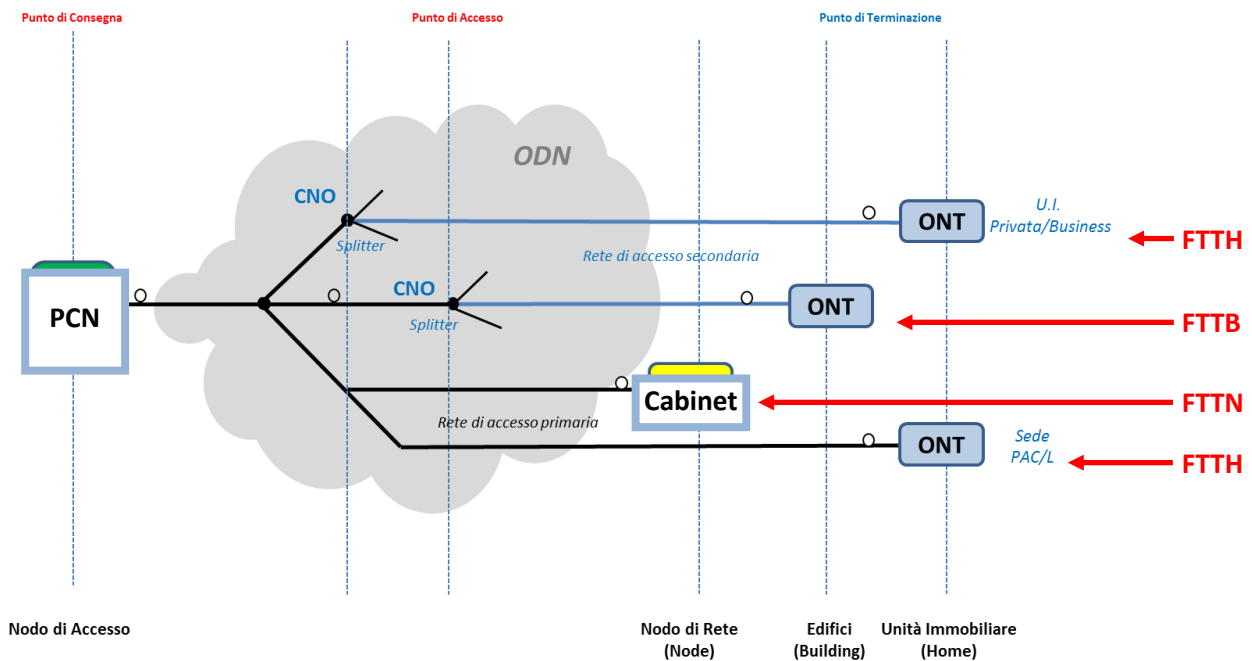 Punto di Consegna
Punto di Accesso
Punto di Terminazione
ODN
CNO
Splitter
ONT
U.I.
Privata/Business
FTTH
Rete di accesso secondaria
PCN
CNO
Splitter
ONT
FTTB
Cabinet
FTTN
Rete di accesso primaria
ONT
Sede
PAC/L
FTTH
Nodo di Accesso
Nodo di Rete
(Node)
Edifici
(Building)
Unità Immobiliare
(Home)